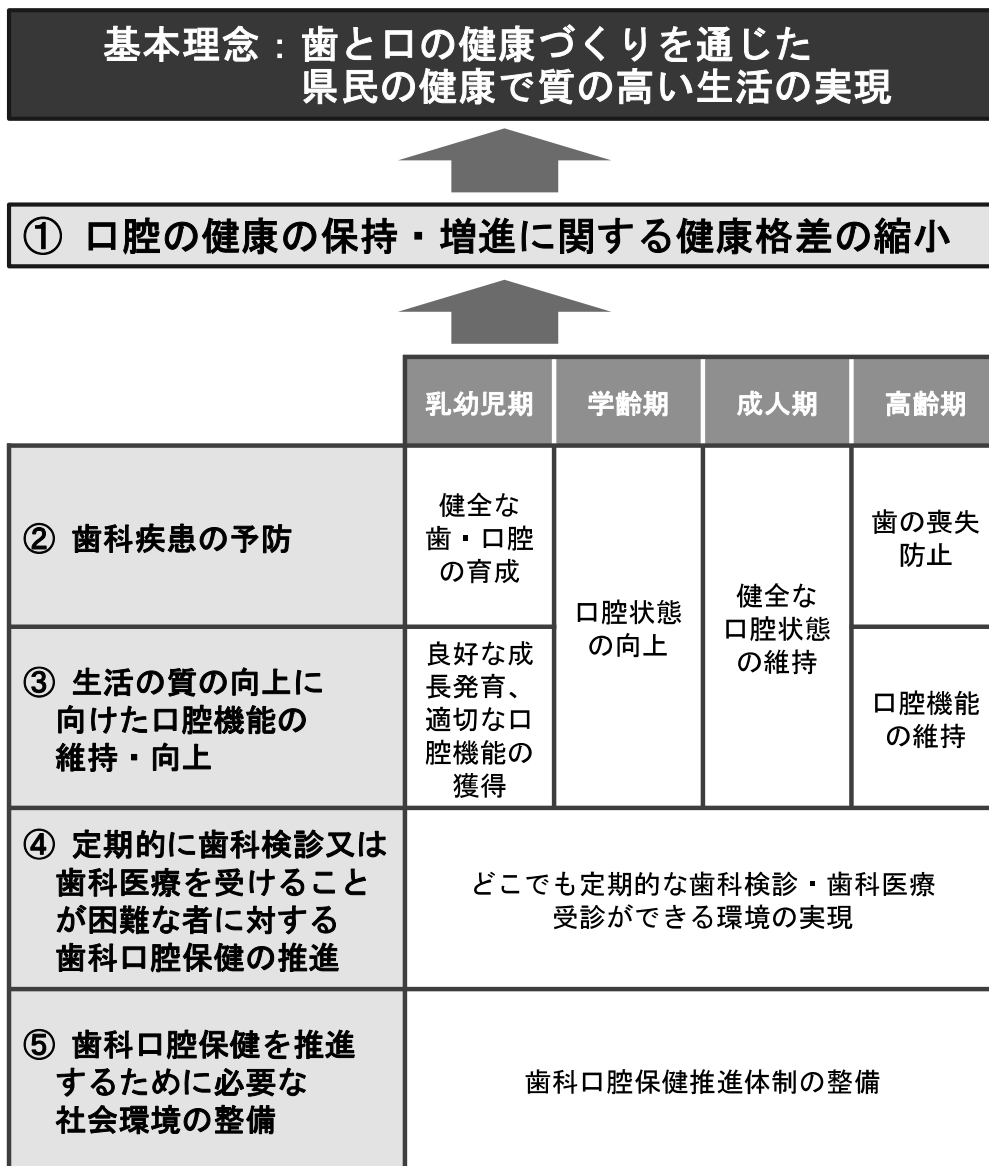 基本理念：歯と口の健康づくりを通じた
県民の健康で質の高い生活の実現
① 口腔の健康の保持・増進に関する健康格差の縮小
乳幼児期
学齢期
成人期
高齢期
② 歯科疾患の予防
健全な
歯・口腔
の育成
口腔状態
の向上
健全な
口腔状態
の維持
歯の喪失
防止
③ 生活の質の向上に
向けた口腔機能の
維持・向上
良好な成
長発育、
適切な口
腔機能の
獲得
口腔機能
の維持
④ 定期的に歯科検診又は
歯科医療を受けること
が困難な者に対する
歯科口腔保健の推進
どこでも定期的な歯科検診・歯科医療
受診ができる環境の実現
⑤ 歯科口腔保健を推進
するために必要な
社会環境の整備
歯科口腔保健推進体制の整備